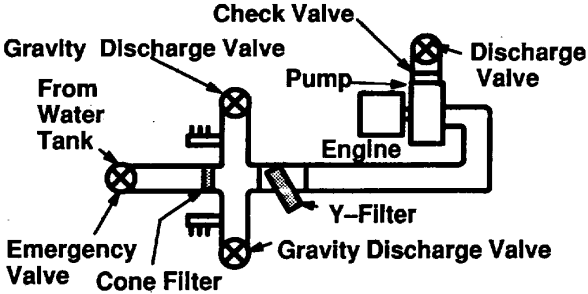 Check Valve
Gravity Discharge Valve
Discharge
Valve
From
Water
Tank
Pump
Engine
Y–Filter
Emergency
Valve
Cone Filter
Gravity Discharge Valve